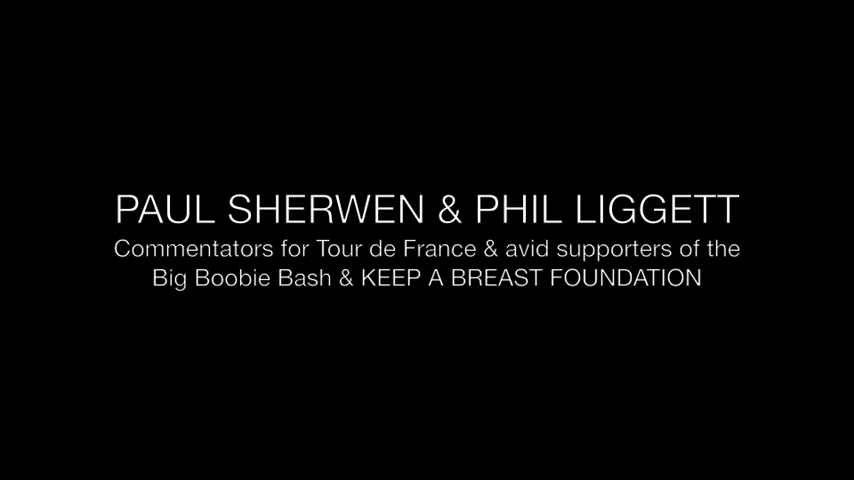 PAUL SHERWEN & PHIL LIGGETT
Commentators for Tour de France & avid supporters of the
Big Boobie Bash & KEEP A BREAST FOUNDATION